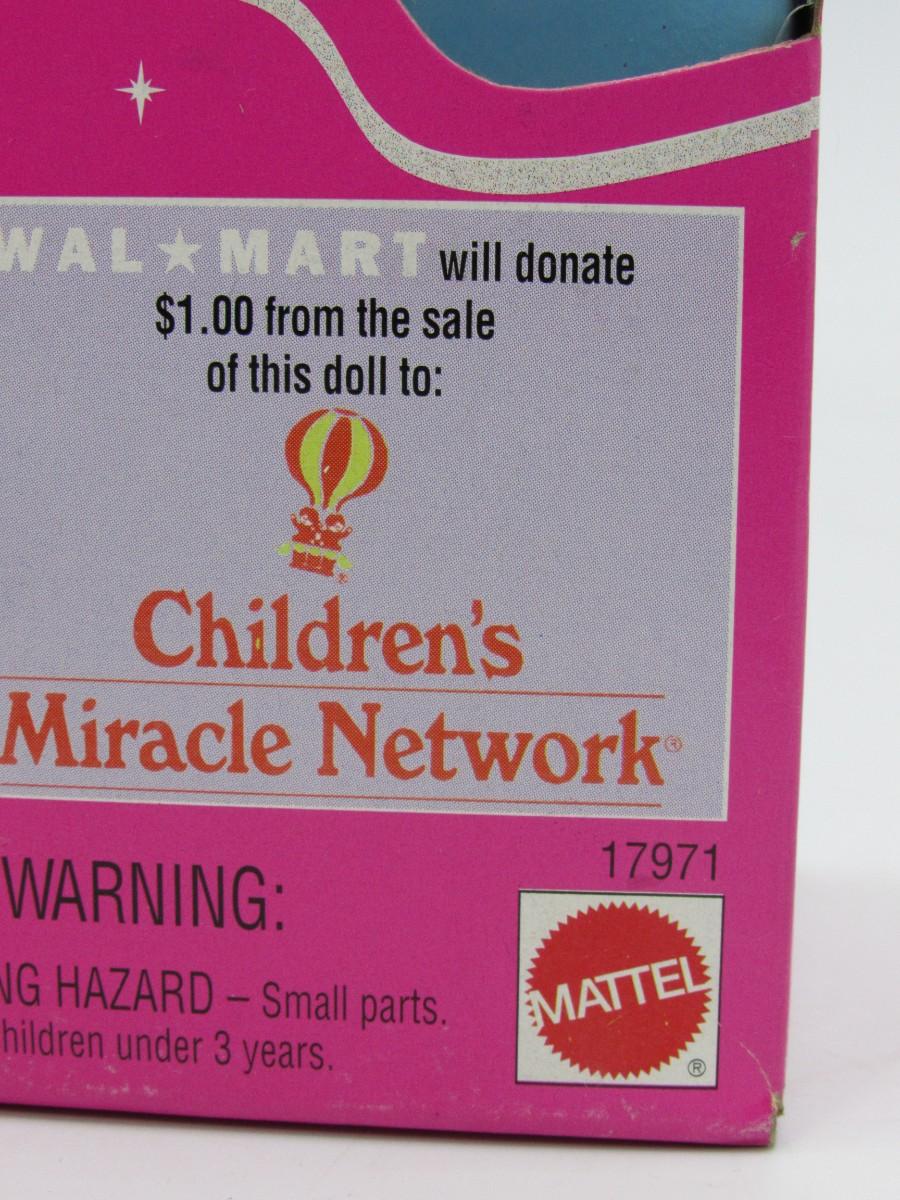 WAL★MART will donate
$1.00 from the sale
of this doll to:
Children's
Miracle Network®
17971
WARNING:
NG HAZARD – Small parts.
hildren under 3 years.
MATTEL
®